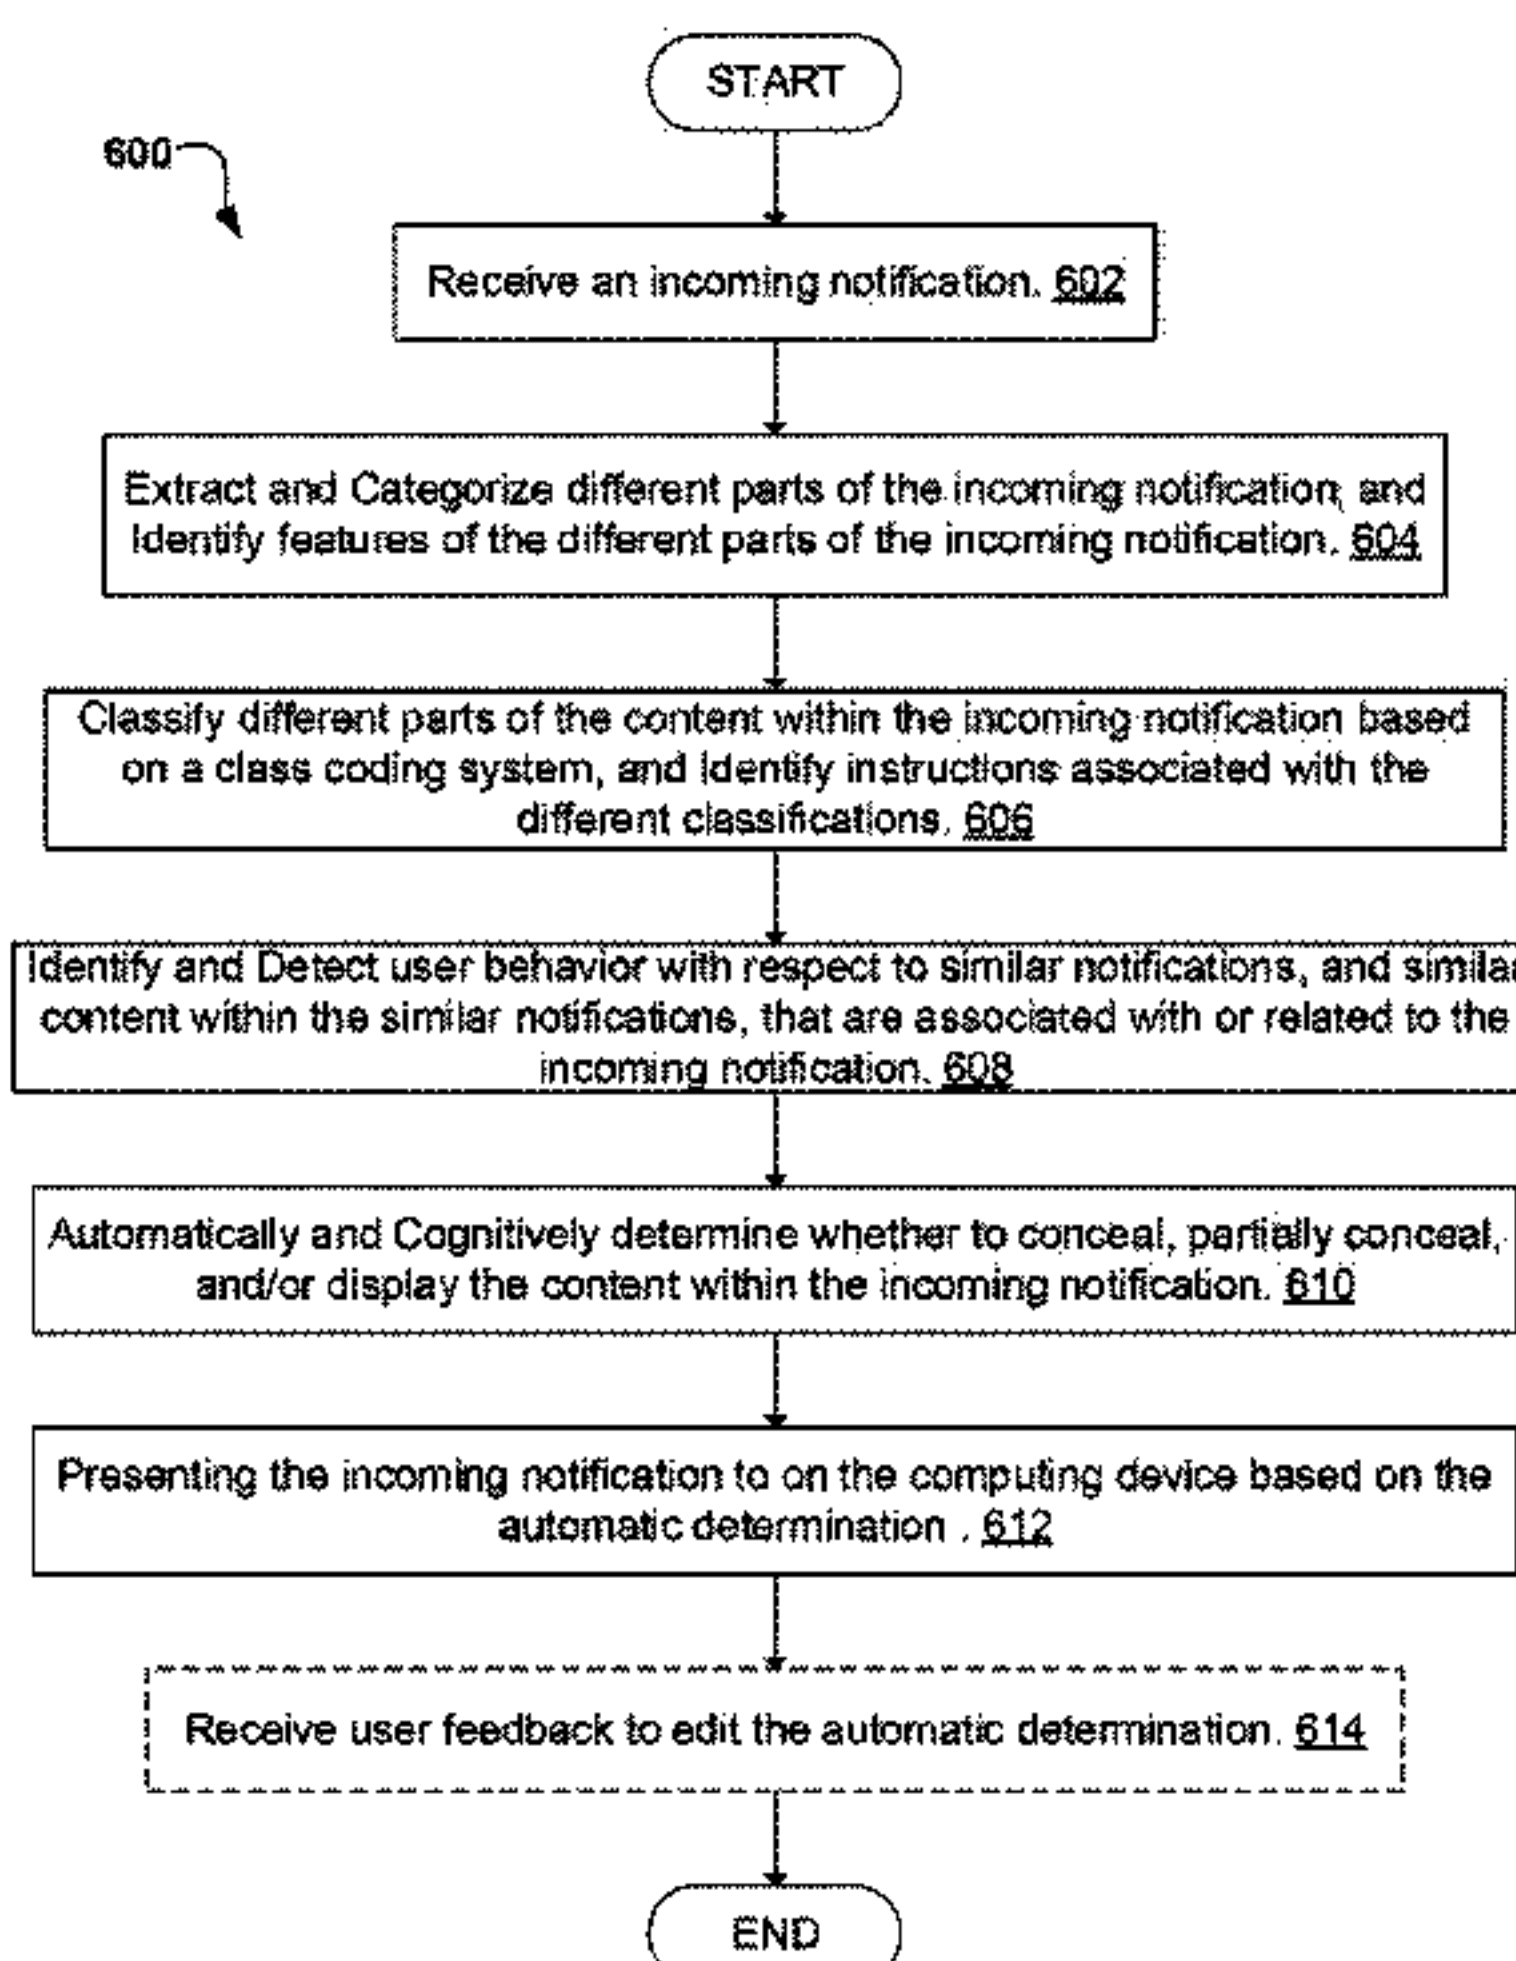 START
600
Receive an incoming notification. 602
Extract and Categorize different parts of the incoming notification, and
Identify features of the different parts of the incoming notification. 604
Classify different parts of the content within the incoming notification based
on a class coding system, and Identify instructions associated with the
different classifications. 606
Identify and Detect user behavior with respect to similar notifications, and similar
content within the similar notifications, that are associated with or related to the
incoming notification. 608
Automatically and Cognitively determine whether to conceal, partially conceal,
and/or display the content within the incoming notification. 610
Presenting the incoming notification to on the computing device based on the
automatic determination . 612
Receive user feedback to edit the automatic determination. 614
END